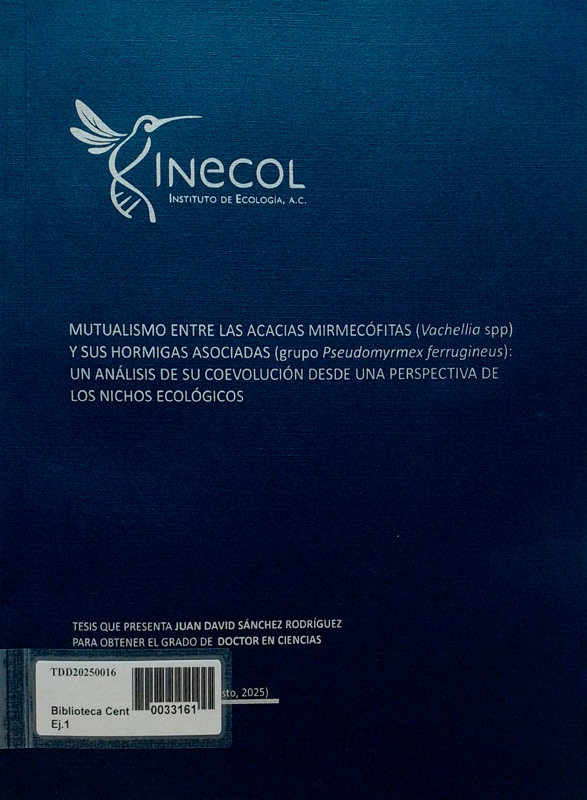 INECOL
INSTITUTO DE ECOLOGÍA, A.C.
MUTUALISMO ENTRE LAS ACACIAS MIRMECÓFITAS (Vachellia spp)
Y SUS HORMIGAS ASOCIADAS (grupo Pseudomyrmex ferrugineus):
UN ANÁLISIS DE SU COEVOLUCIÓN DESDE UNA PERSPECTIVA DE
LOS NICHOS ECOLÓGICOS
TESIS QUE PRESENTA JUAN DAVID SÁNCHEZ RODRÍGUEZ
PARA OBTENER EL GRADO DE DOCTOR EN CIENCIAS
TDD20250016
Biblioteca Cent
0033161
Ej.1
2025)